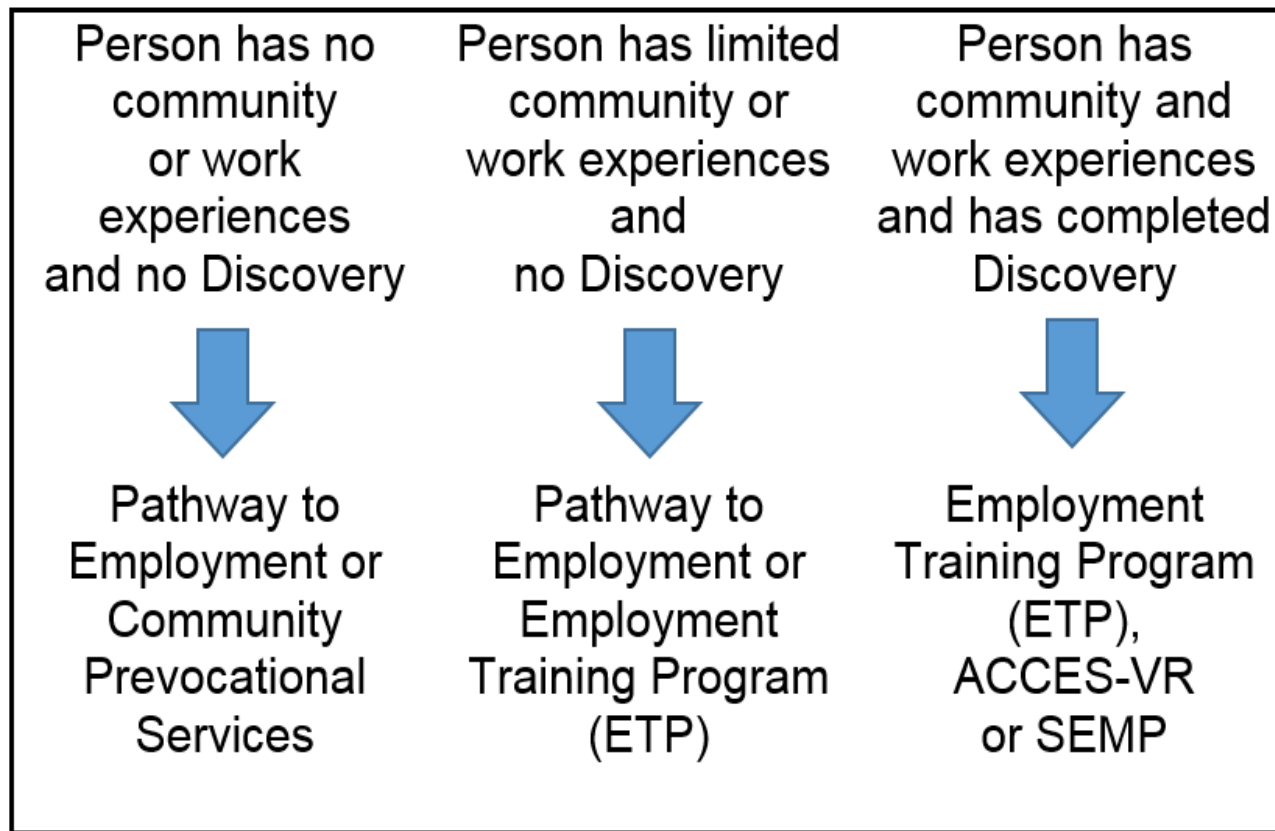 Person has no
community
or work
experiences
and no Discovery
Person has limited
community or
work experiences
and
no Discovery
Person has
community and
work experiences
and has completed
Discovery
Pathway to
Employment or
Community
Prevocational
Services
Pathway to
Employment or
Employment
Training Program
(ETP)
Employment
Training Program
(ETP),
ACCES-VR
or SEMP